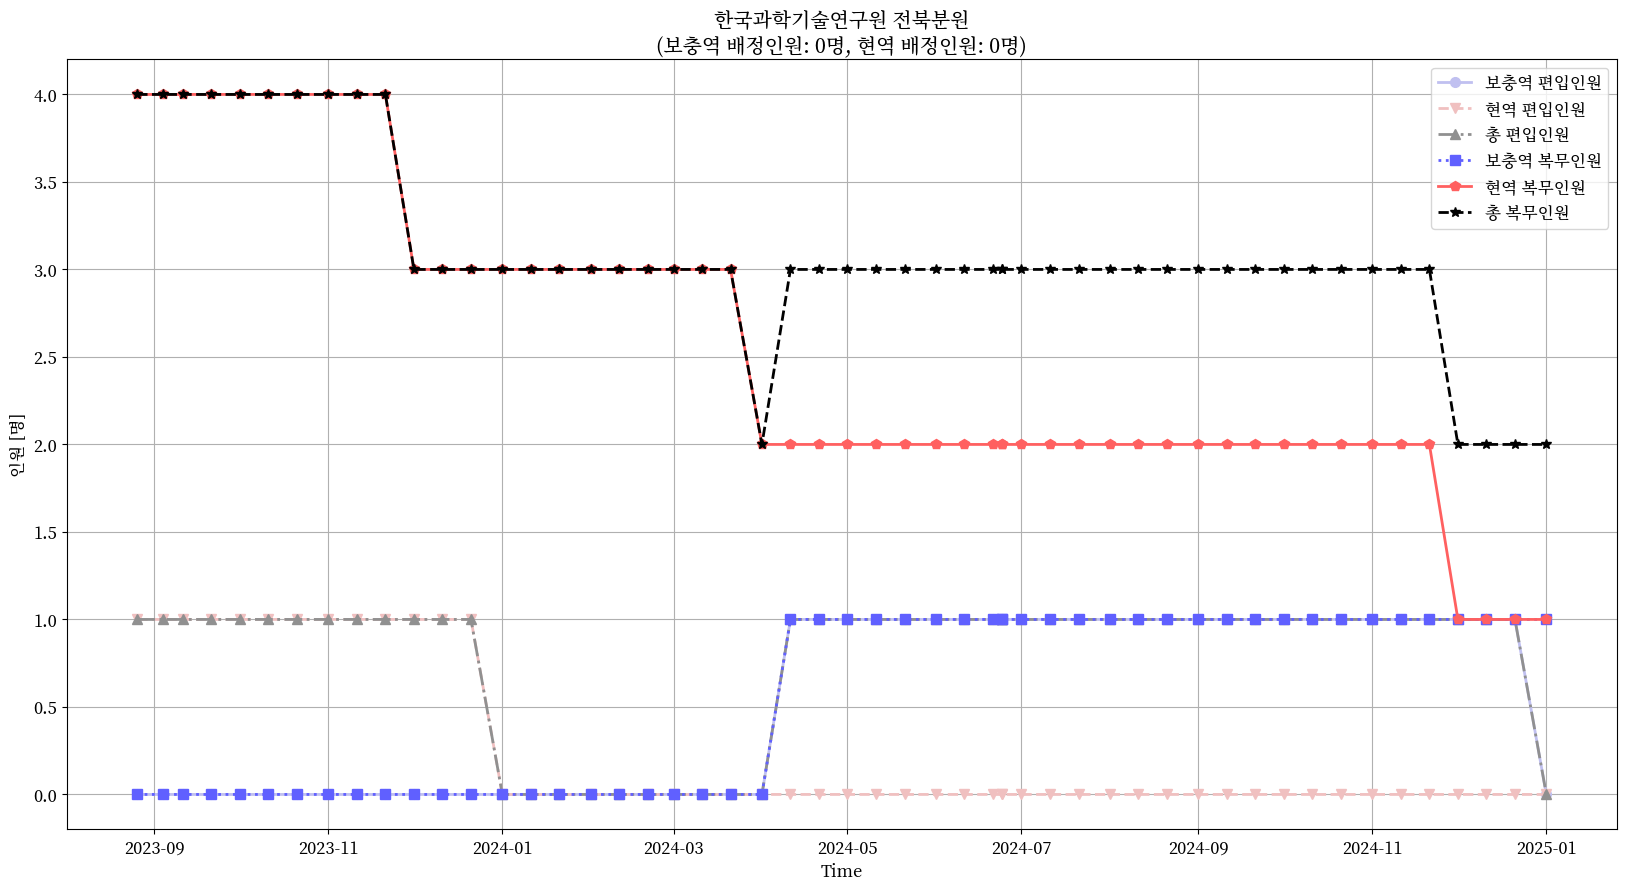 한국과학기술연구원 전북분원
(보충역 배정인원: 0명, 현역 배정인원: 0명)
보충역 편입인원
현역 편입인원
총 편입인원
보충역 복무인원
현역 복무인원
총 복무인원
인원 [명]
4.0
3.5
3.0
2.5
2.0
1.5
1.0
0.5
0.0
2023-09
2023-11
2024-01
2024-03
2024-05
2024-07
2024-09
2024-11
2025-01
Time